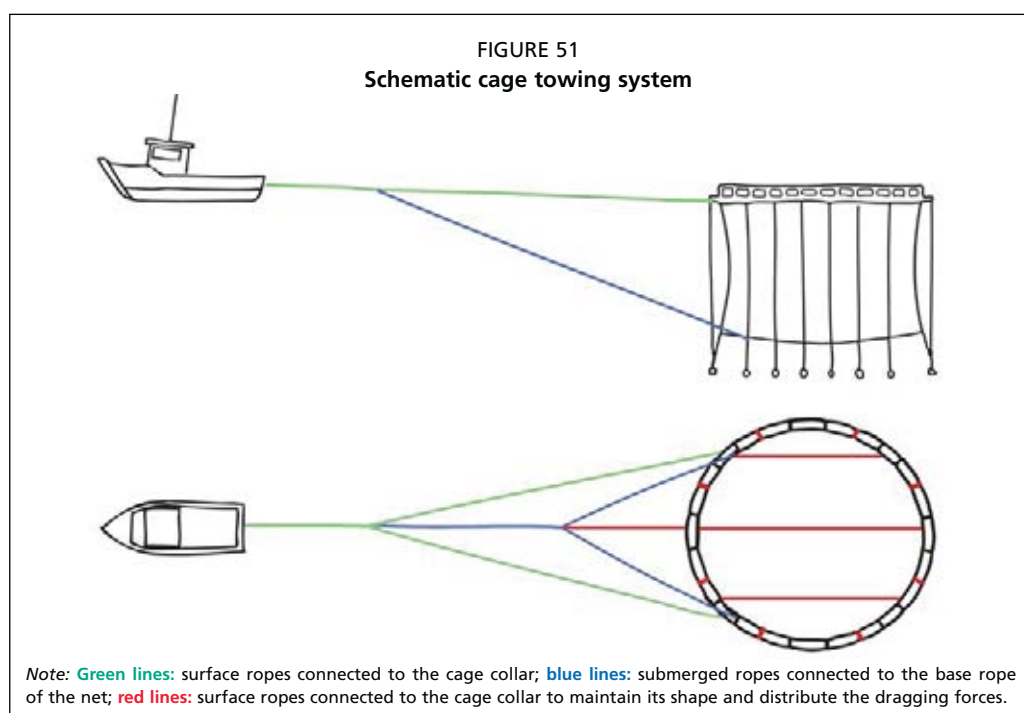 FIGURE 51
Schematic cage towing system
Note: Green lines: surface ropes connected to the cage collar; blue lines: submerged ropes connected to the base rope
of the net; red lines: surface ropes connected to the cage collar to maintain its shape and distribute the dragging forces.